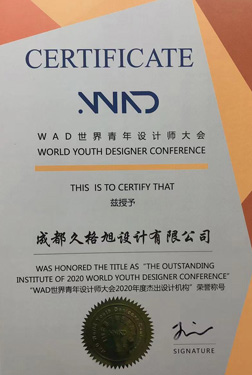 CERTIFICATE
WAD
WAD世界青年设计师大会
WORLD YOUTH DESIGNER CONFERENCE
THIS IS TO CERTIFY THAT
兹授予
成都久格旭设计有限公司
WAS HONORED THE TITLE AS "THE OUTSTANDING
INSTITUTE OF 2020 WORLD YOUTH DESIGNER CONFERENCE"
"WAD世界青年设计师大会2020年度杰出设计机构"荣誉称号
SIGNATURE